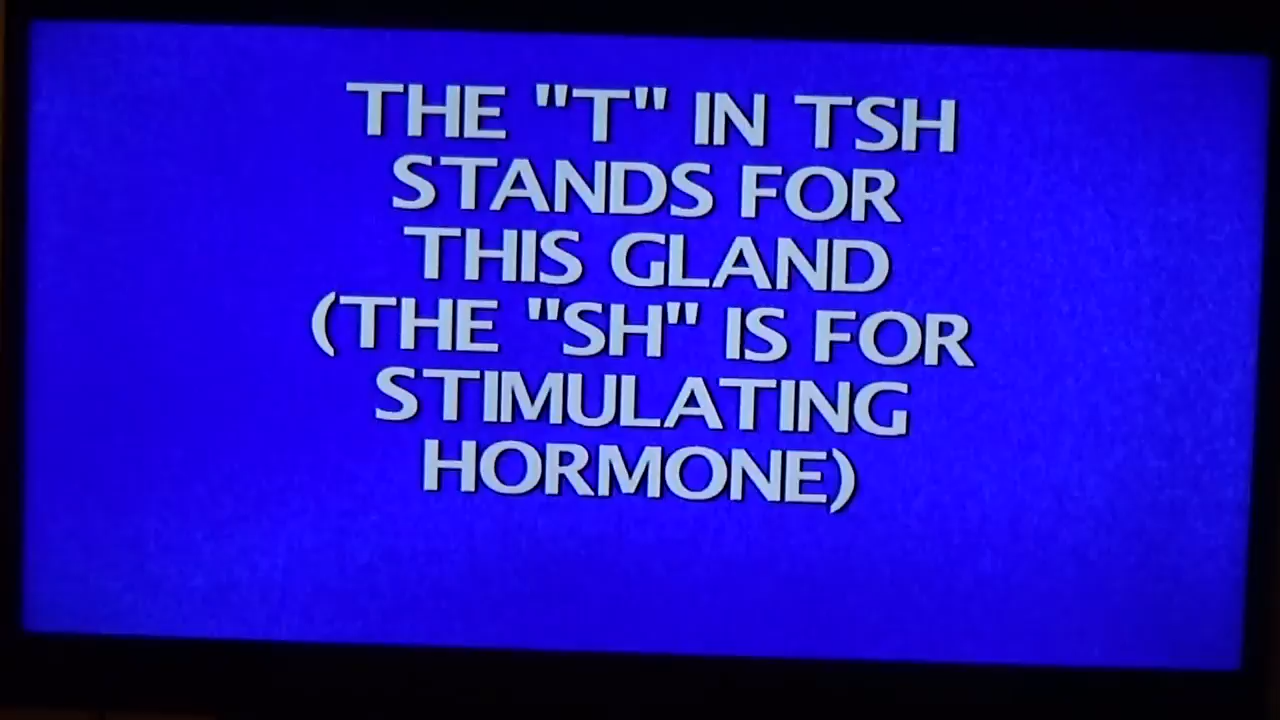 THE "T" IN TSH
STANDS FOR
THIS GLAND
(THE "SH" IS FOR
STIMULATING
HORMONE)